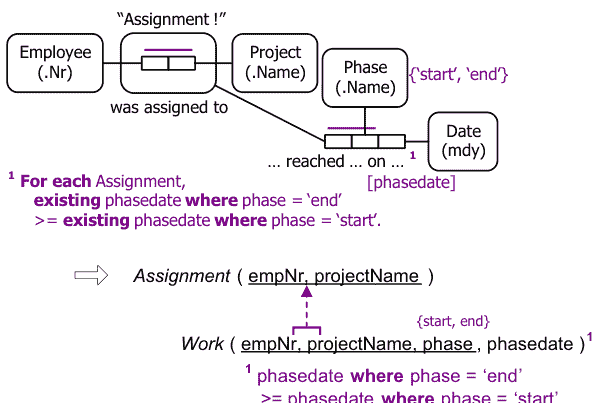 “Assignment !”
Employee
(.Nr)
Project
(.Name)
Phase
(.Name)
{‘start’, ‘end’}
was assigned to
Date
(mdy)
… reached … on …
1
[phasedate]
1 For each Assignment,
existing phasedate where phase = ‘end’
>= existing phasedate where phase = ‘start’.
Assignment ( empNr, projectName )
{start, end}
Work ( empNr, projectName, phase , phasedate ) 1
1 phasedate where phase = ‘end’
>= phasedate where phase = ‘start’